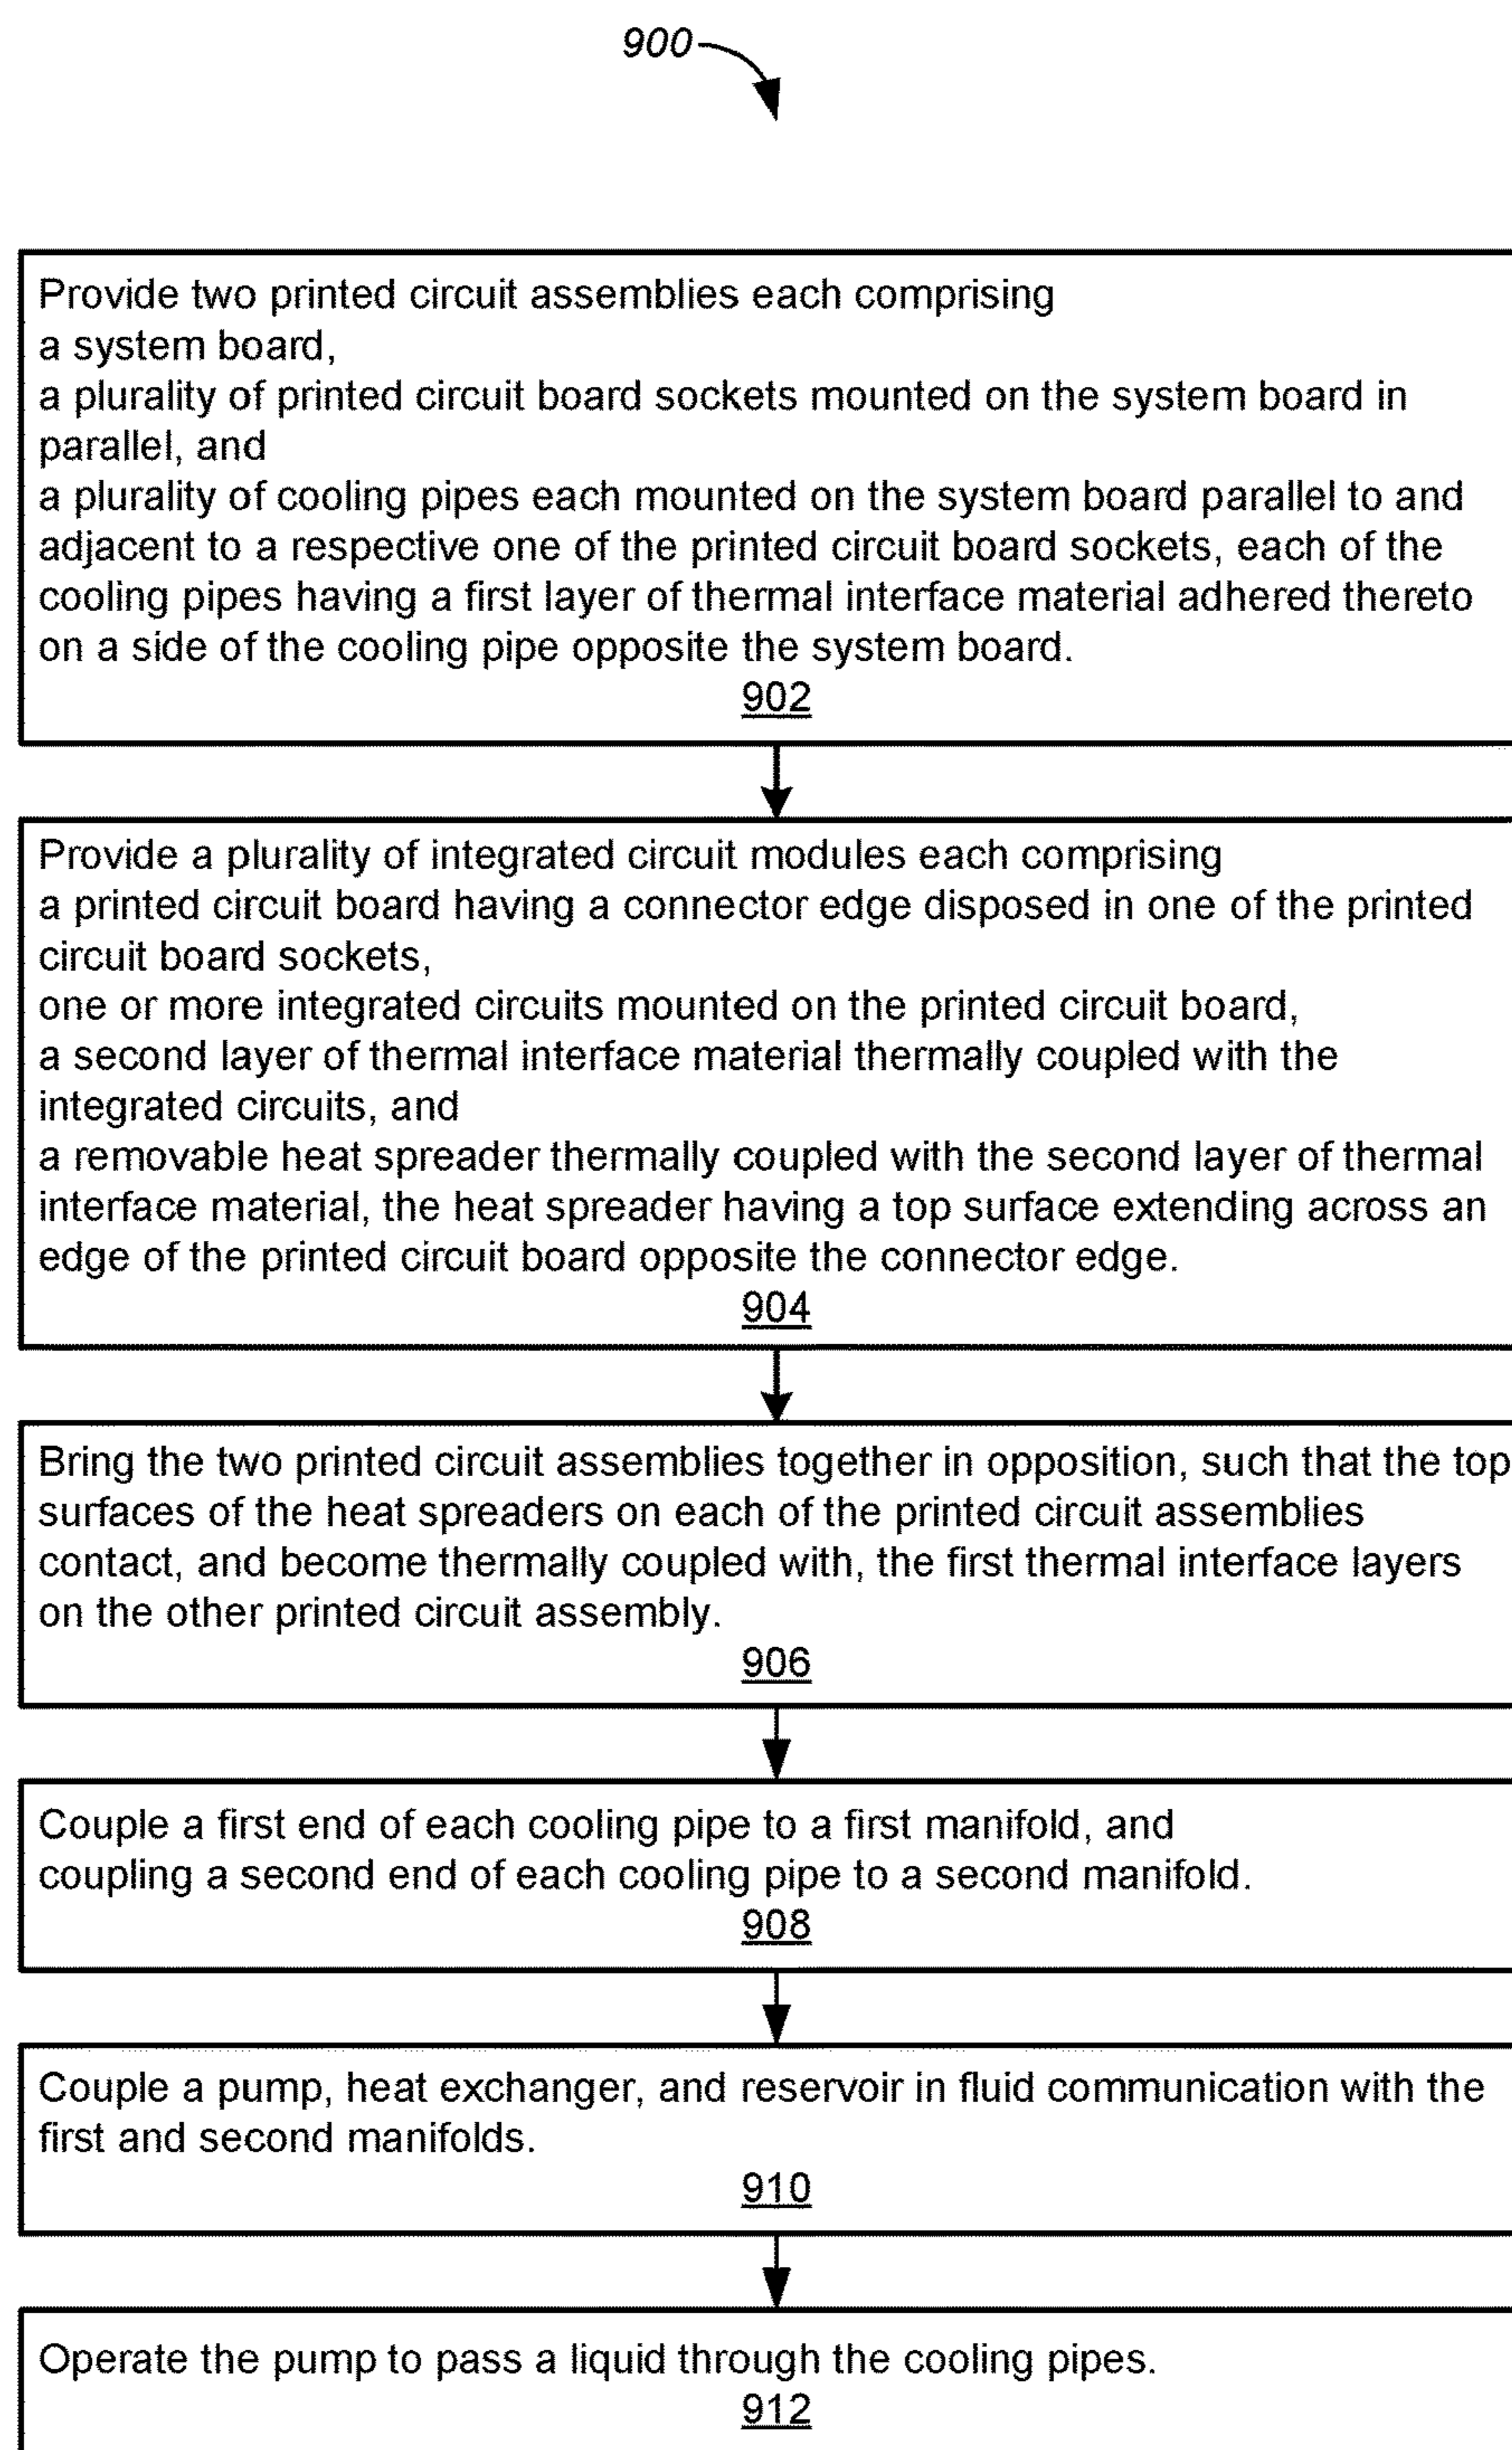 900
Provide two printed circuit assemblies each comprising
a system board,
a plurality of printed circuit board sockets mounted on the system board in
parallel, and
a plurality of cooling pipes each mounted on the system board parallel to and
adjacent to a respective one of the printed circuit board sockets, each of the
cooling pipes having a first layer of thermal interface material adhered thereto
on a side of the cooling pipe opposite the system board.
902
Provide a plurality of integrated circuit modules each comprising
a printed circuit board having a connector edge disposed in one of the printed
circuit board sockets,
one or more integrated circuits mounted on the printed circuit board,
a second layer of thermal interface material thermally coupled with the
integrated circuits, and
a removable heat spreader thermally coupled with the second layer of thermal
interface material, the heat spreader having a top surface extending across an
edge of the printed circuit board opposite the connector edge.
904
Bring the two printed circuit assemblies together in opposition, such that the top
surfaces of the heat spreaders on each of the printed circuit assemblies
contact, and become thermally coupled with, the first thermal interface layers
on the other printed circuit assembly.
906
Couple a first end of each cooling pipe to a first manifold, and
coupling a second end of each cooling pipe to a second manifold.
908
Couple a pump, heat exchanger, and reservoir in fluid communication with the
first and second manifolds.
910
Operate the pump to pass a liquid through the cooling pipes.
912